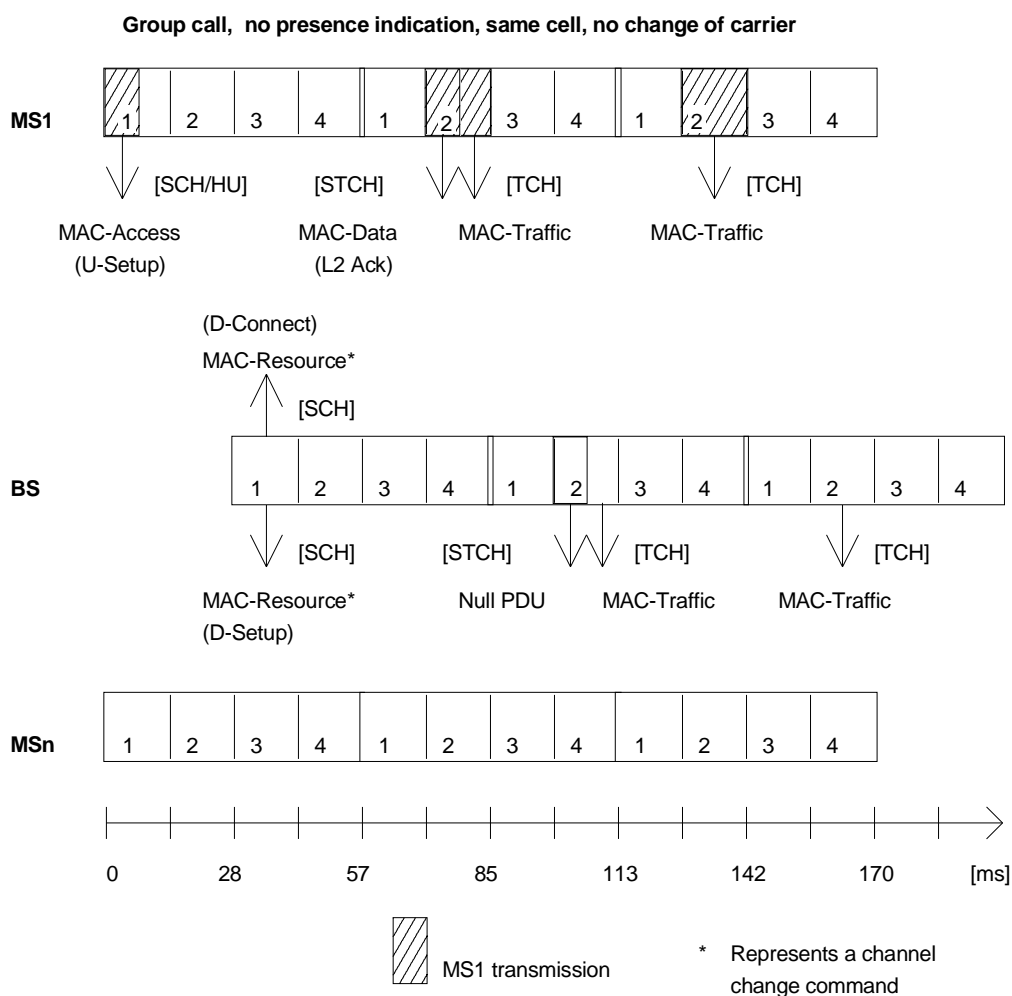 Group call, no presence indication, same cell, no change of carrier
MS1
1 2 3 4 1 2 3 4 1 2 3 4
[SCH/HU] [STCH] [TCH] [TCH]
MAC-Access MAC-Data MAC-Traffic MAC-Traffic
(U-Setup) (L2 Ack)
(D-Connect)
MAC-Resource*
[SCH]
BS
1 2 3 4 1 2 3 4 1 2 3 4
[SCH] [STCH] [TCH] [TCH]
MAC-Resource* Null PDU MAC-Traffic MAC-Traffic
(D-Setup)
MSn
1 2 3 4 1 2 3 4 1 2 3 4
0 28 57 85 113 142 170 [ms]
MS1 transmission
* Represents a channel
change command